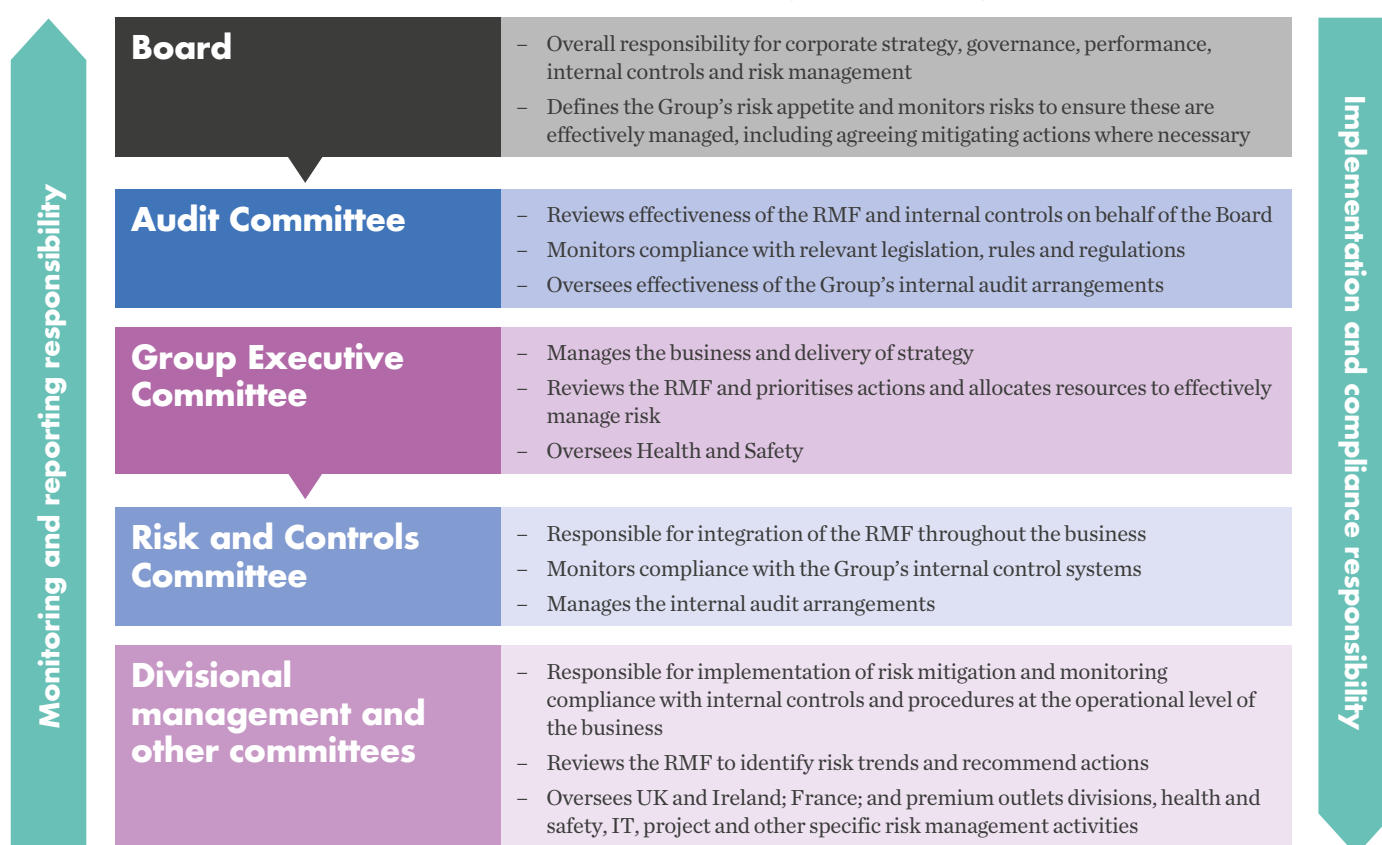 Monitoring and reporting responsibility
Board
– Overall responsibility for corporate strategy, governance, performance,
internal controls and risk management
– Defines the Group’s risk appetite and monitors risks to ensure these are
effectively managed, including agreeing mitigating actions where necessary
Audit Committee
– Reviews effectiveness of the RMF and internal controls on behalf of the Board
– Monitors compliance with relevant legislation, rules and regulations
– Oversees effectiveness of the Group’s internal audit arrangements
Group Executive
Committee
– Manages the business and delivery of strategy
– Reviews the RMF and prioritises actions and allocates resources to effectively
manage risk
– Oversees Health and Safety
Risk and Controls
Committee
– Responsible for integration of the RMF throughout the business
– Monitors compliance with the Group’s internal control systems
– Manages the internal audit arrangements
Divisional
management and
other committees
– Responsible for implementation of risk mitigation and monitoring
compliance with internal controls and procedures at the operational level of
the business
– Reviews the RMF to identify risk trends and recommend actions
– Oversees UK and Ireland; France; and premium outlets divisions, health and
safety, IT, project and other specific risk management activities
Implementation and compliance responsibility